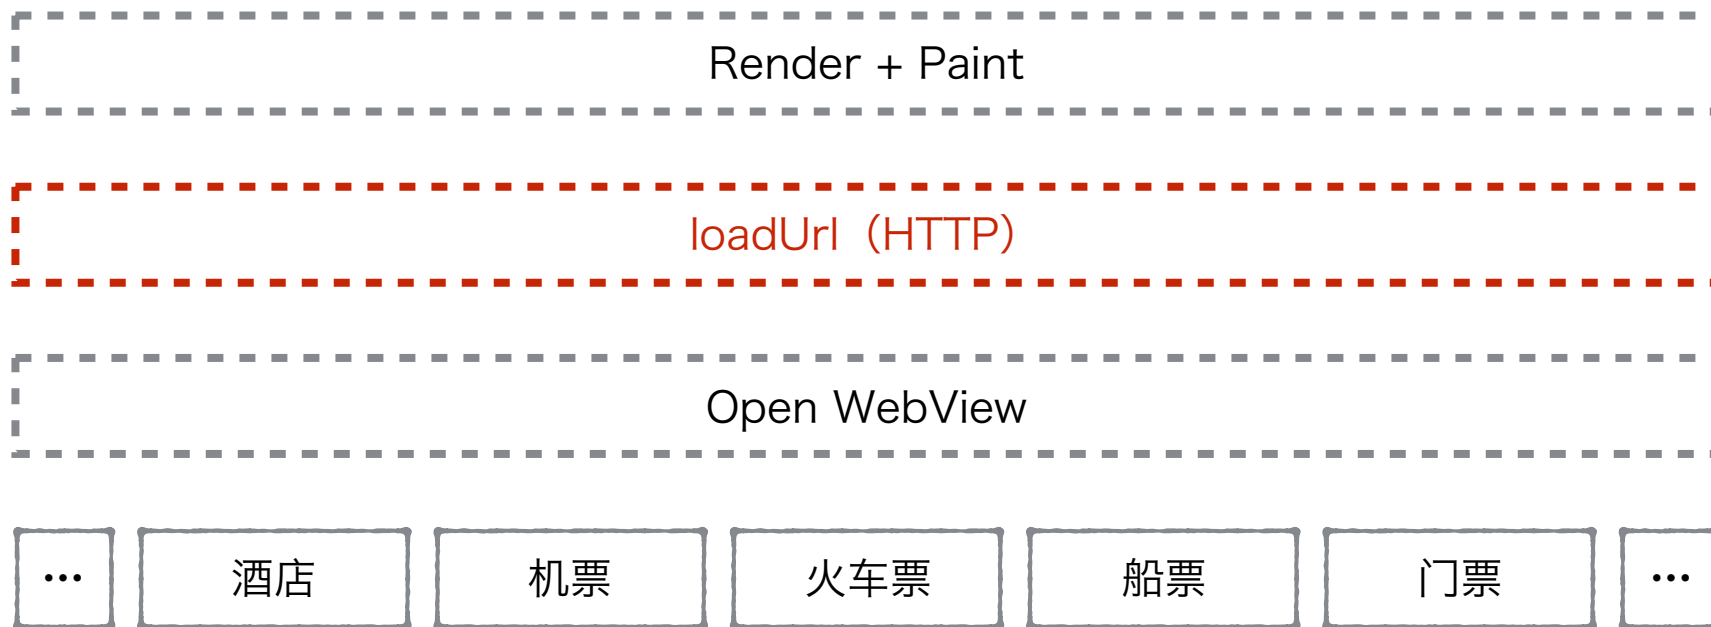 Render + Paint
loadUrl（HTTP）
Open WebView
··· 酒店 机票 火车票 船票 门票 ···